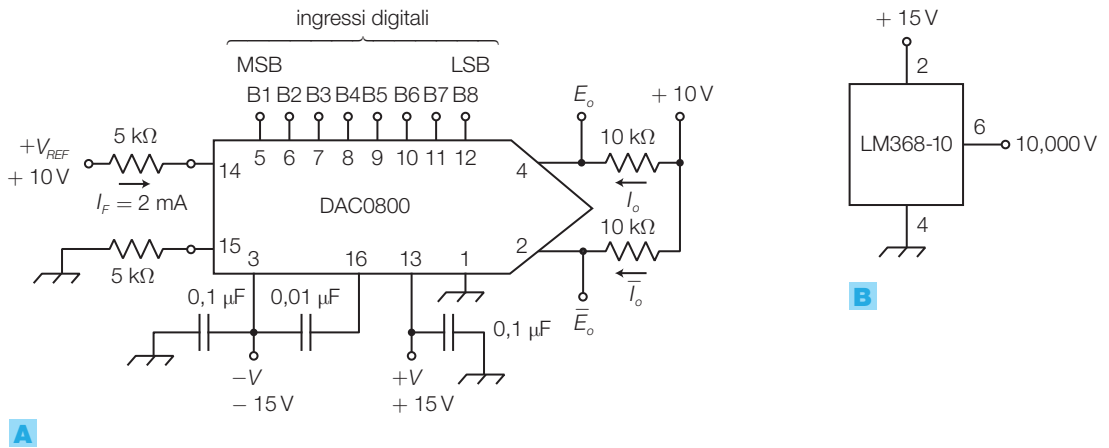 ingressi digitali
MSB LSB
B1 B2 B3 B4 B5 B6 B7 B8
+V_REF
+ 10 V
5 kΩ
I_F = 2 mA
5 6 7 8 9 10 11 12
14
DAC0800
15
5 kΩ
3 16 13 1
4
2
E_o
+ 10 V
10 kΩ
I_o
10 kΩ
I̅_o
E̅_o
0,1 μF
0,01 μF
0,1 μF
−V
− 15 V
+V
+ 15 V
A
+ 15 V
2
LM368-10
6
10,000 V
4
B